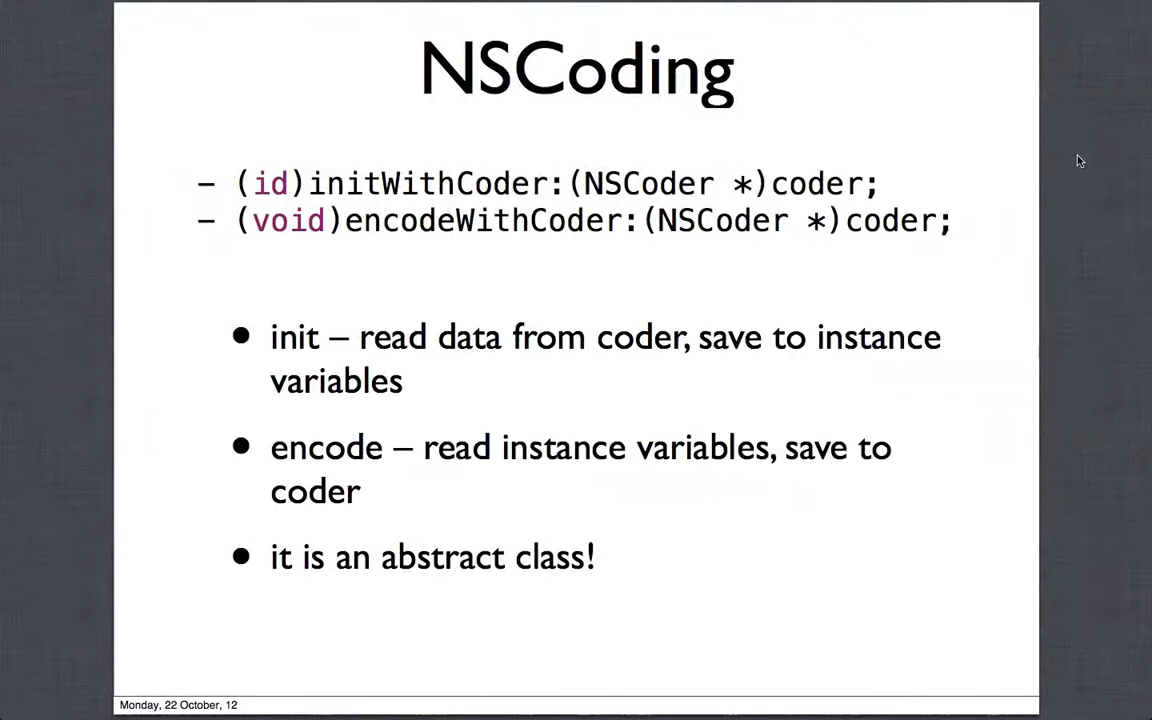 NSCoding
– (id)initWithCoder:(NSCoder *)coder;
– (void)encodeWithCoder:(NSCoder *)coder;
• init – read data from coder, save to instance
variables
• encode – read instance variables, save to
coder
• it is an abstract class!
Monday, 22 October, 12